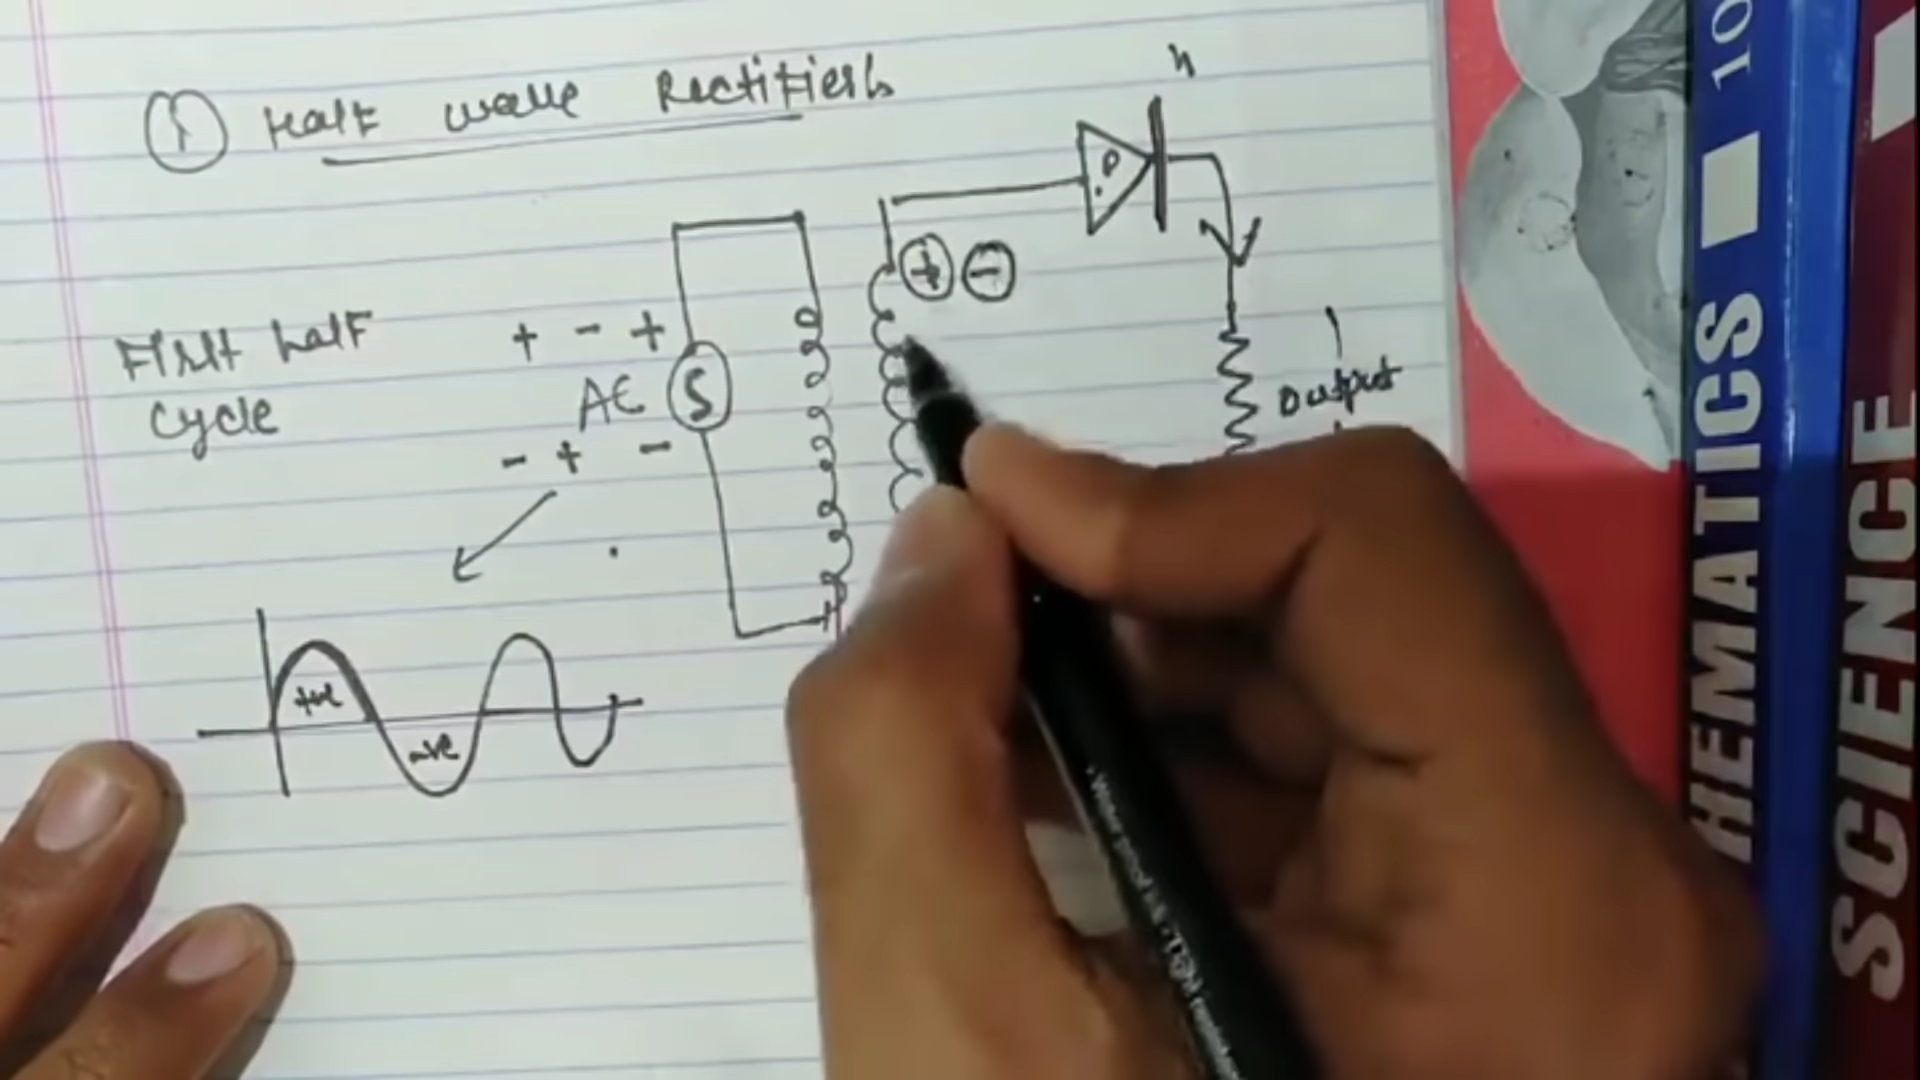 ① Half wave Rectifiers
n
P
+ -
First half
cycle
+ - +
AC S
- + -
output
+ve
-ve
10
HEMATICS
SCIENCE